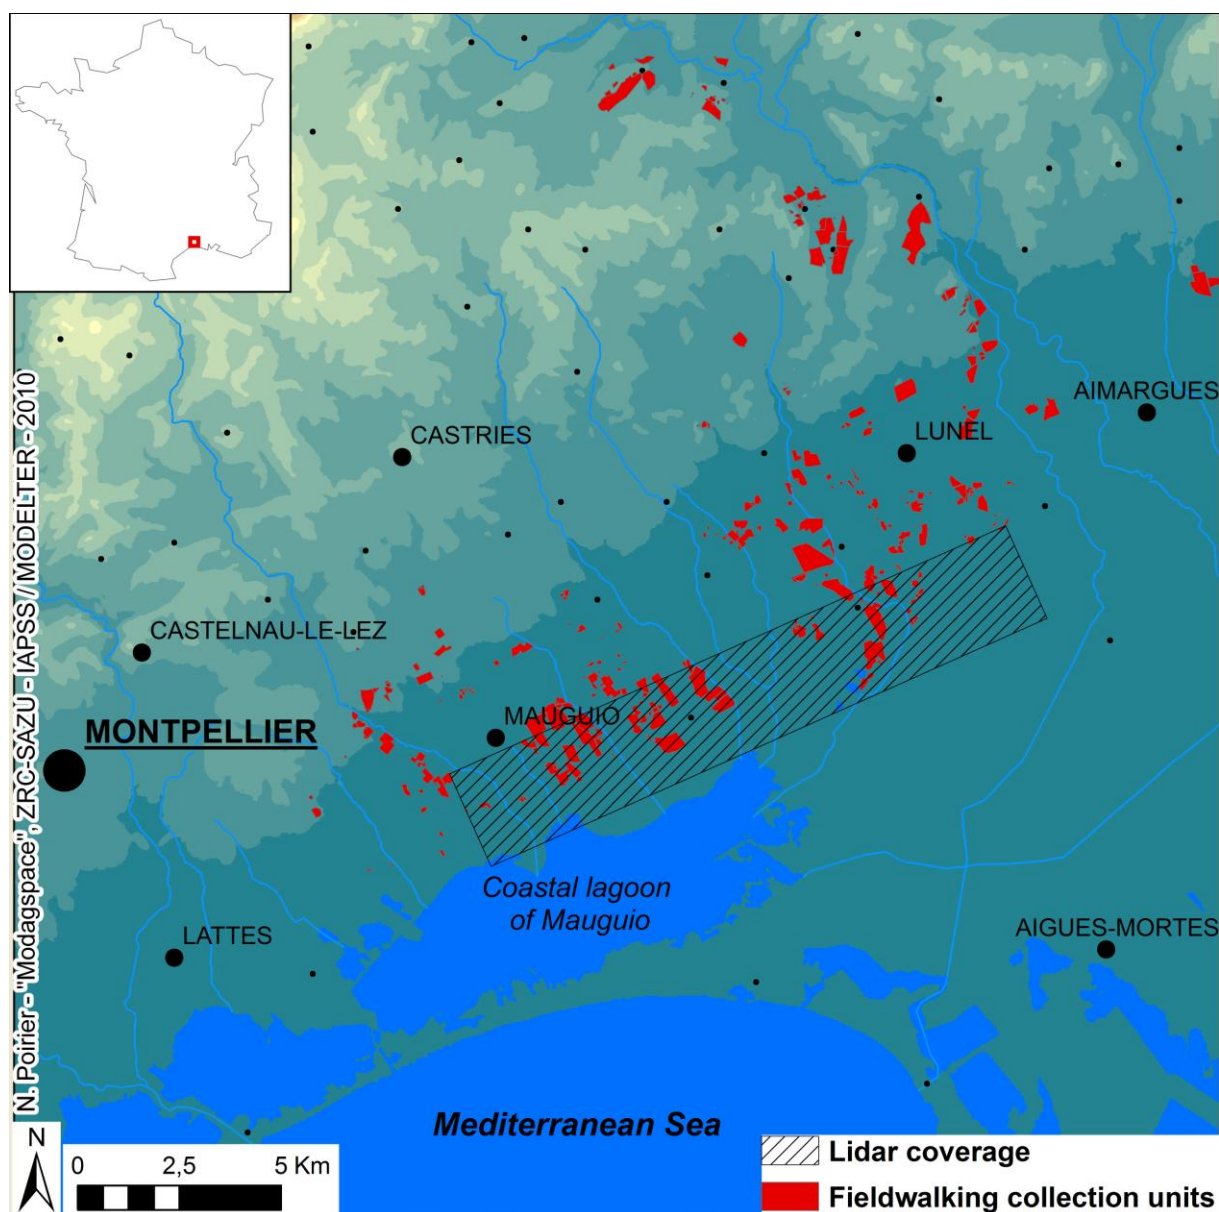 AIMARGUES
LUNEL
CASTRIES
CASTELNAU-LE-LEZ
MAUGUIO
MONTPELLIER
Coastal lagoon
of Mauguio
AIGUES-MORTES
LATTES
N. Poirier - "Modagspace", ZRC-SAZU - IAPSS / MODELTER - 2010
Mediterranean Sea
N
0 2,5 5 Km
Lidar coverage
Fieldwalking collection units